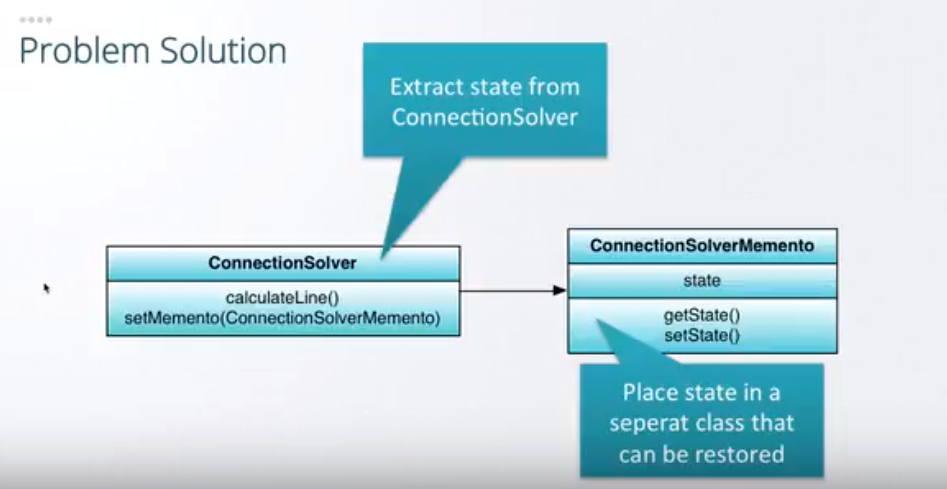 Problem Solution
Extract state from
ConnectionSolver
ConnectionSolver
calculateLine()
setMemento(ConnectionSolverMemento)
ConnectionSolverMemento
state
getState()
setState()
Place state in a
seperat class that
can be restored